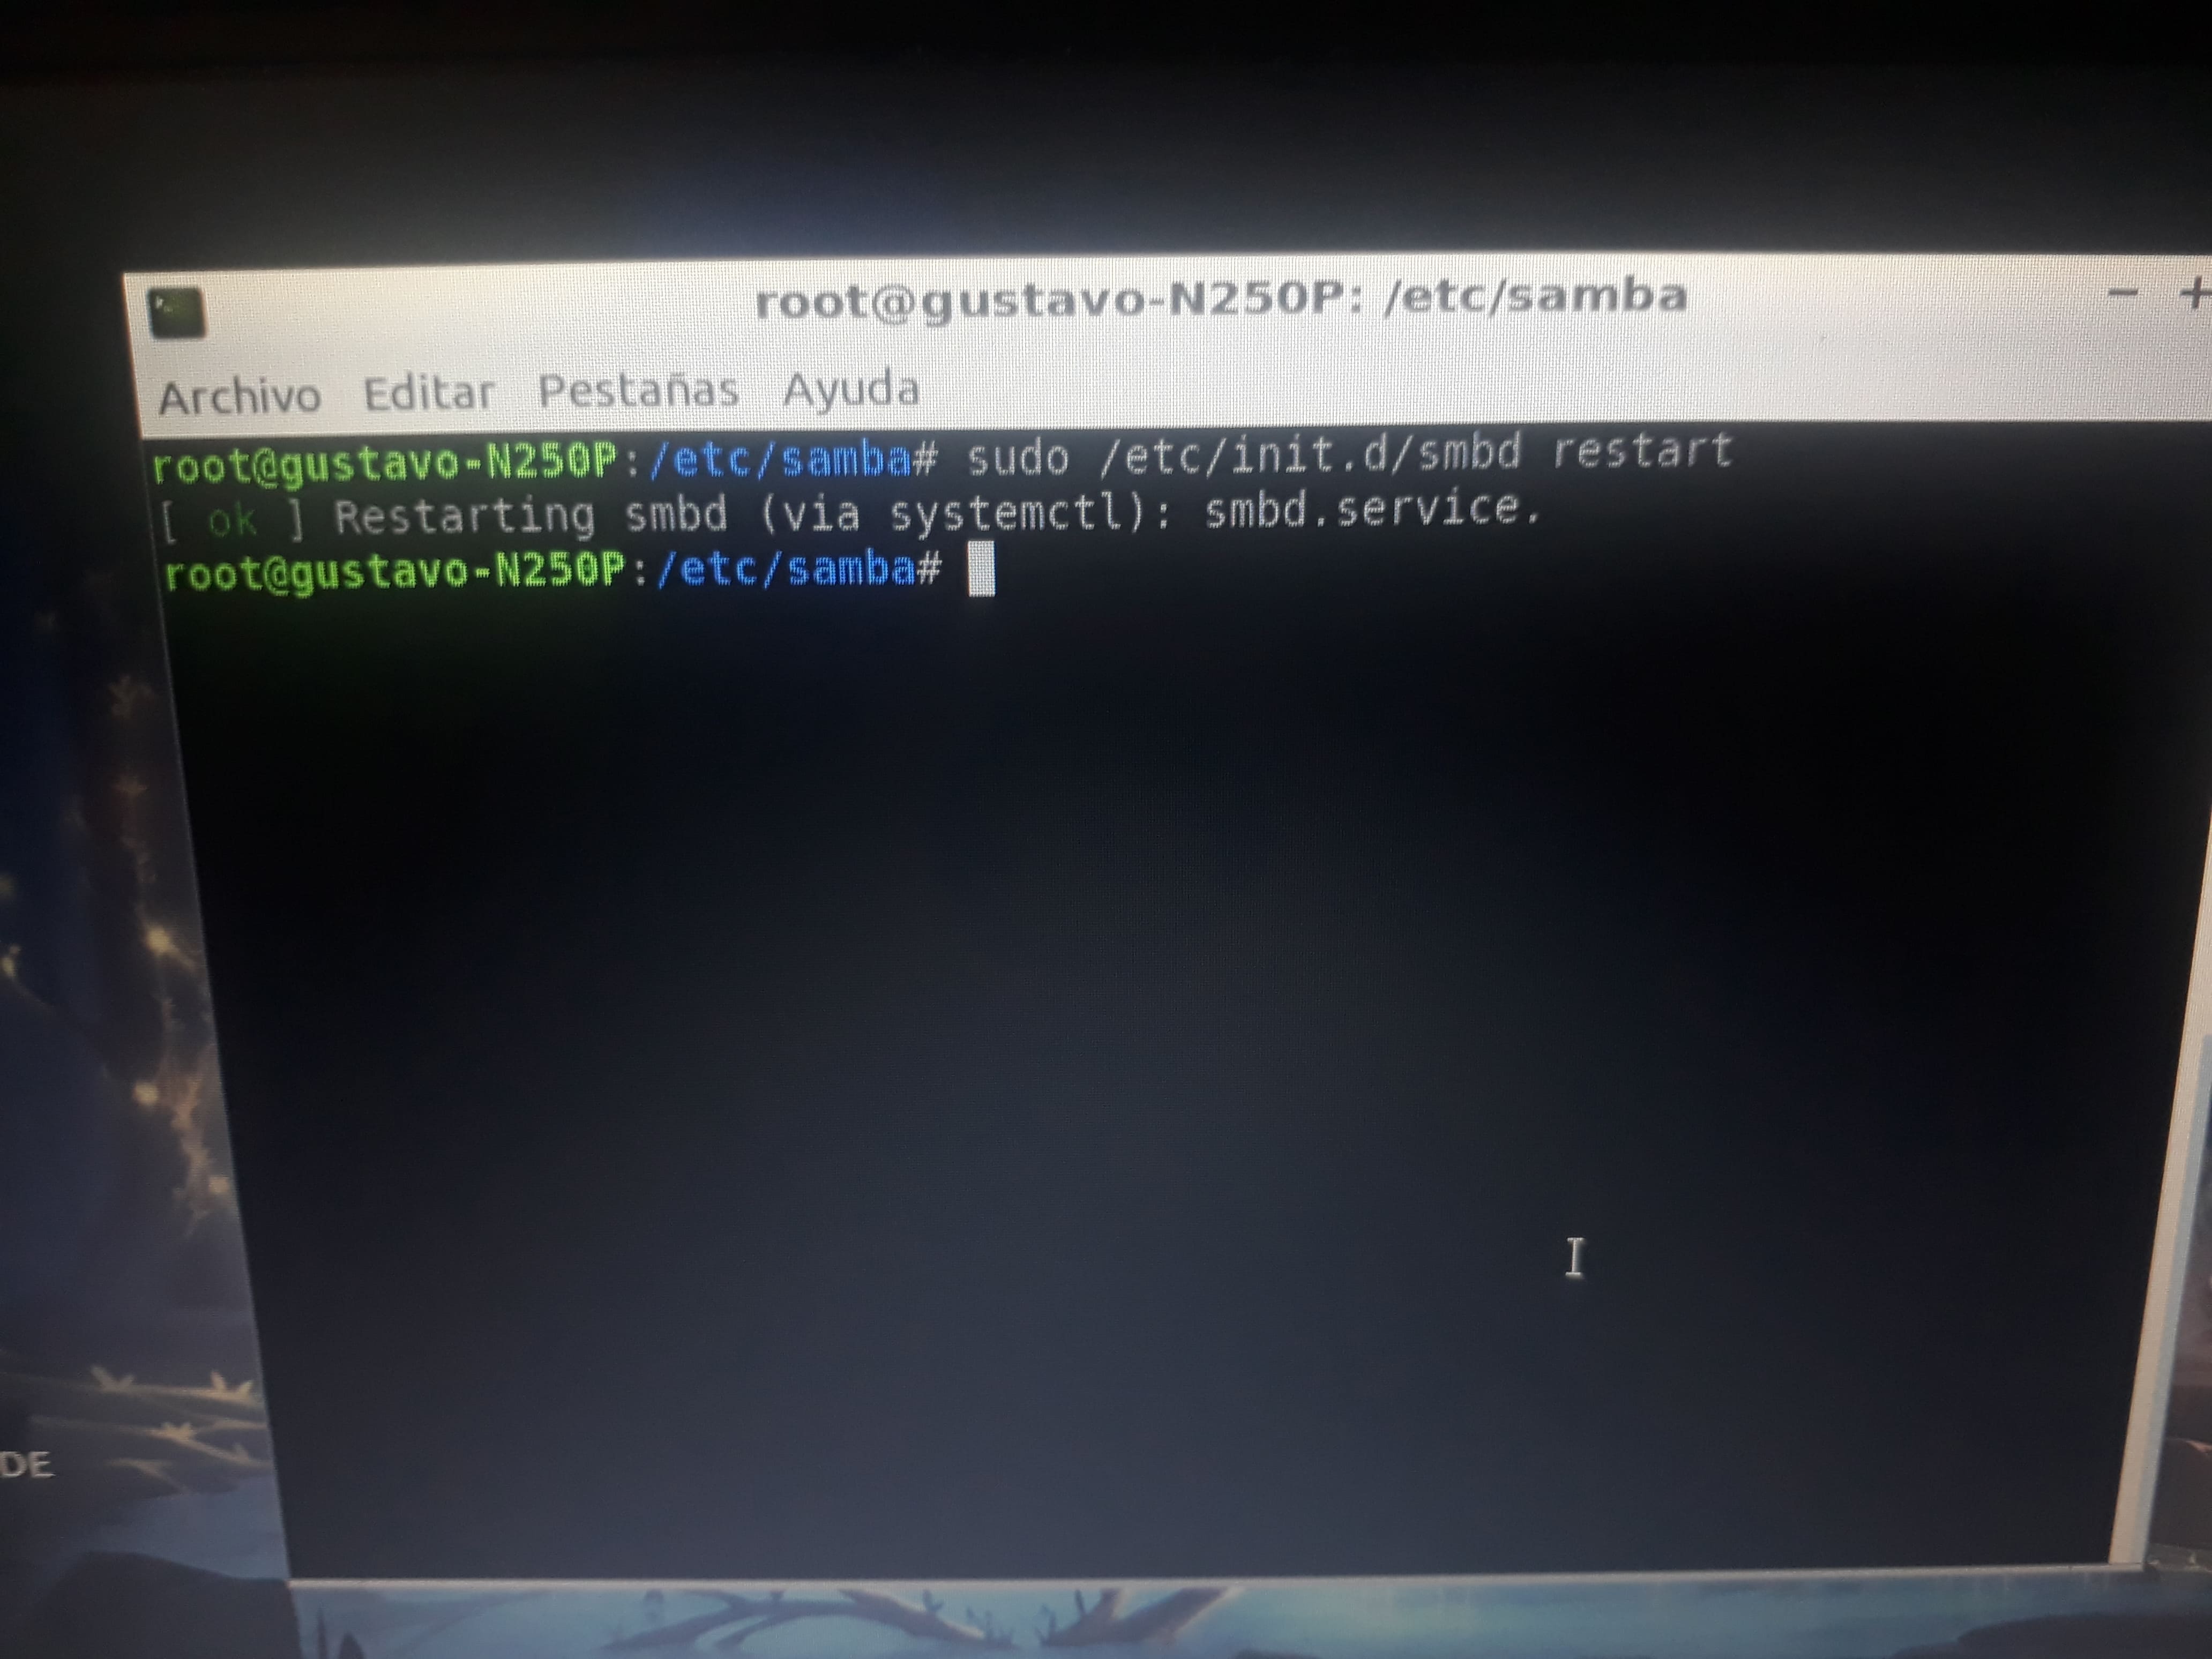 root@gustavo-N250P: /etc/samba
Archivo Editar Pestañas Ayuda
root@gustavo-N250P:/etc/samba# sudo /etc/init.d/smbd restart
[ ok ] Restarting smbd (via systemctl): smbd.service.
root@gustavo-N250P:/etc/samba#
DE